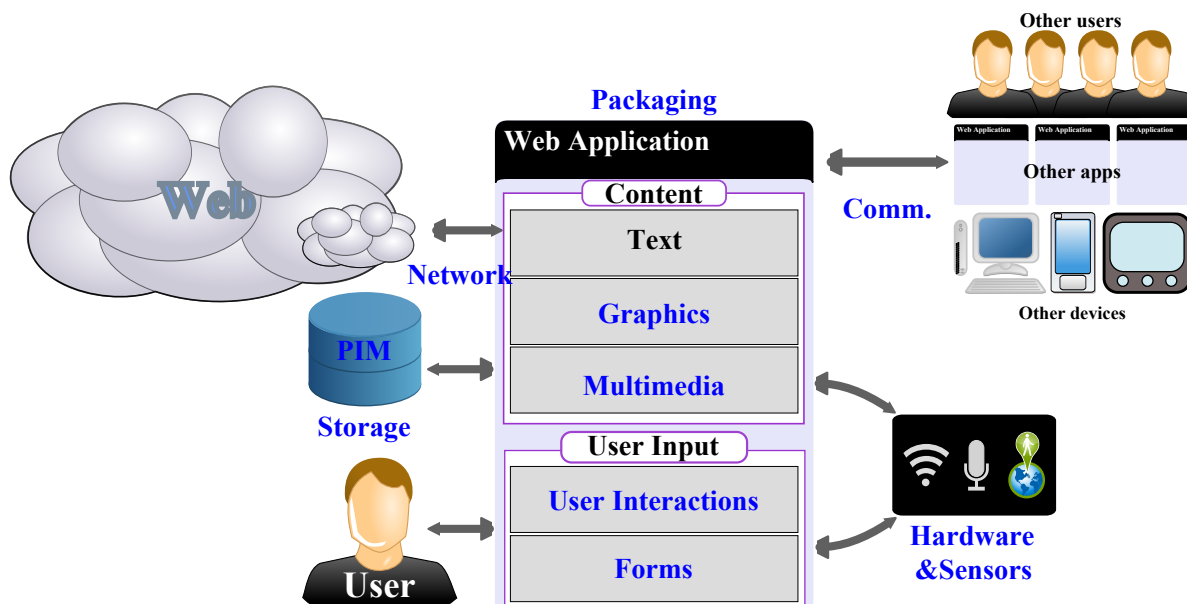 Other users
Packaging
Web Application
Web Application
Web Application
Web Application
Other apps
Content
Web
Comm.
Text
Network
Graphics
Other devices
PIM
Multimedia
Storage
User Input
User Interactions
Hardware
&Sensors
Forms
User